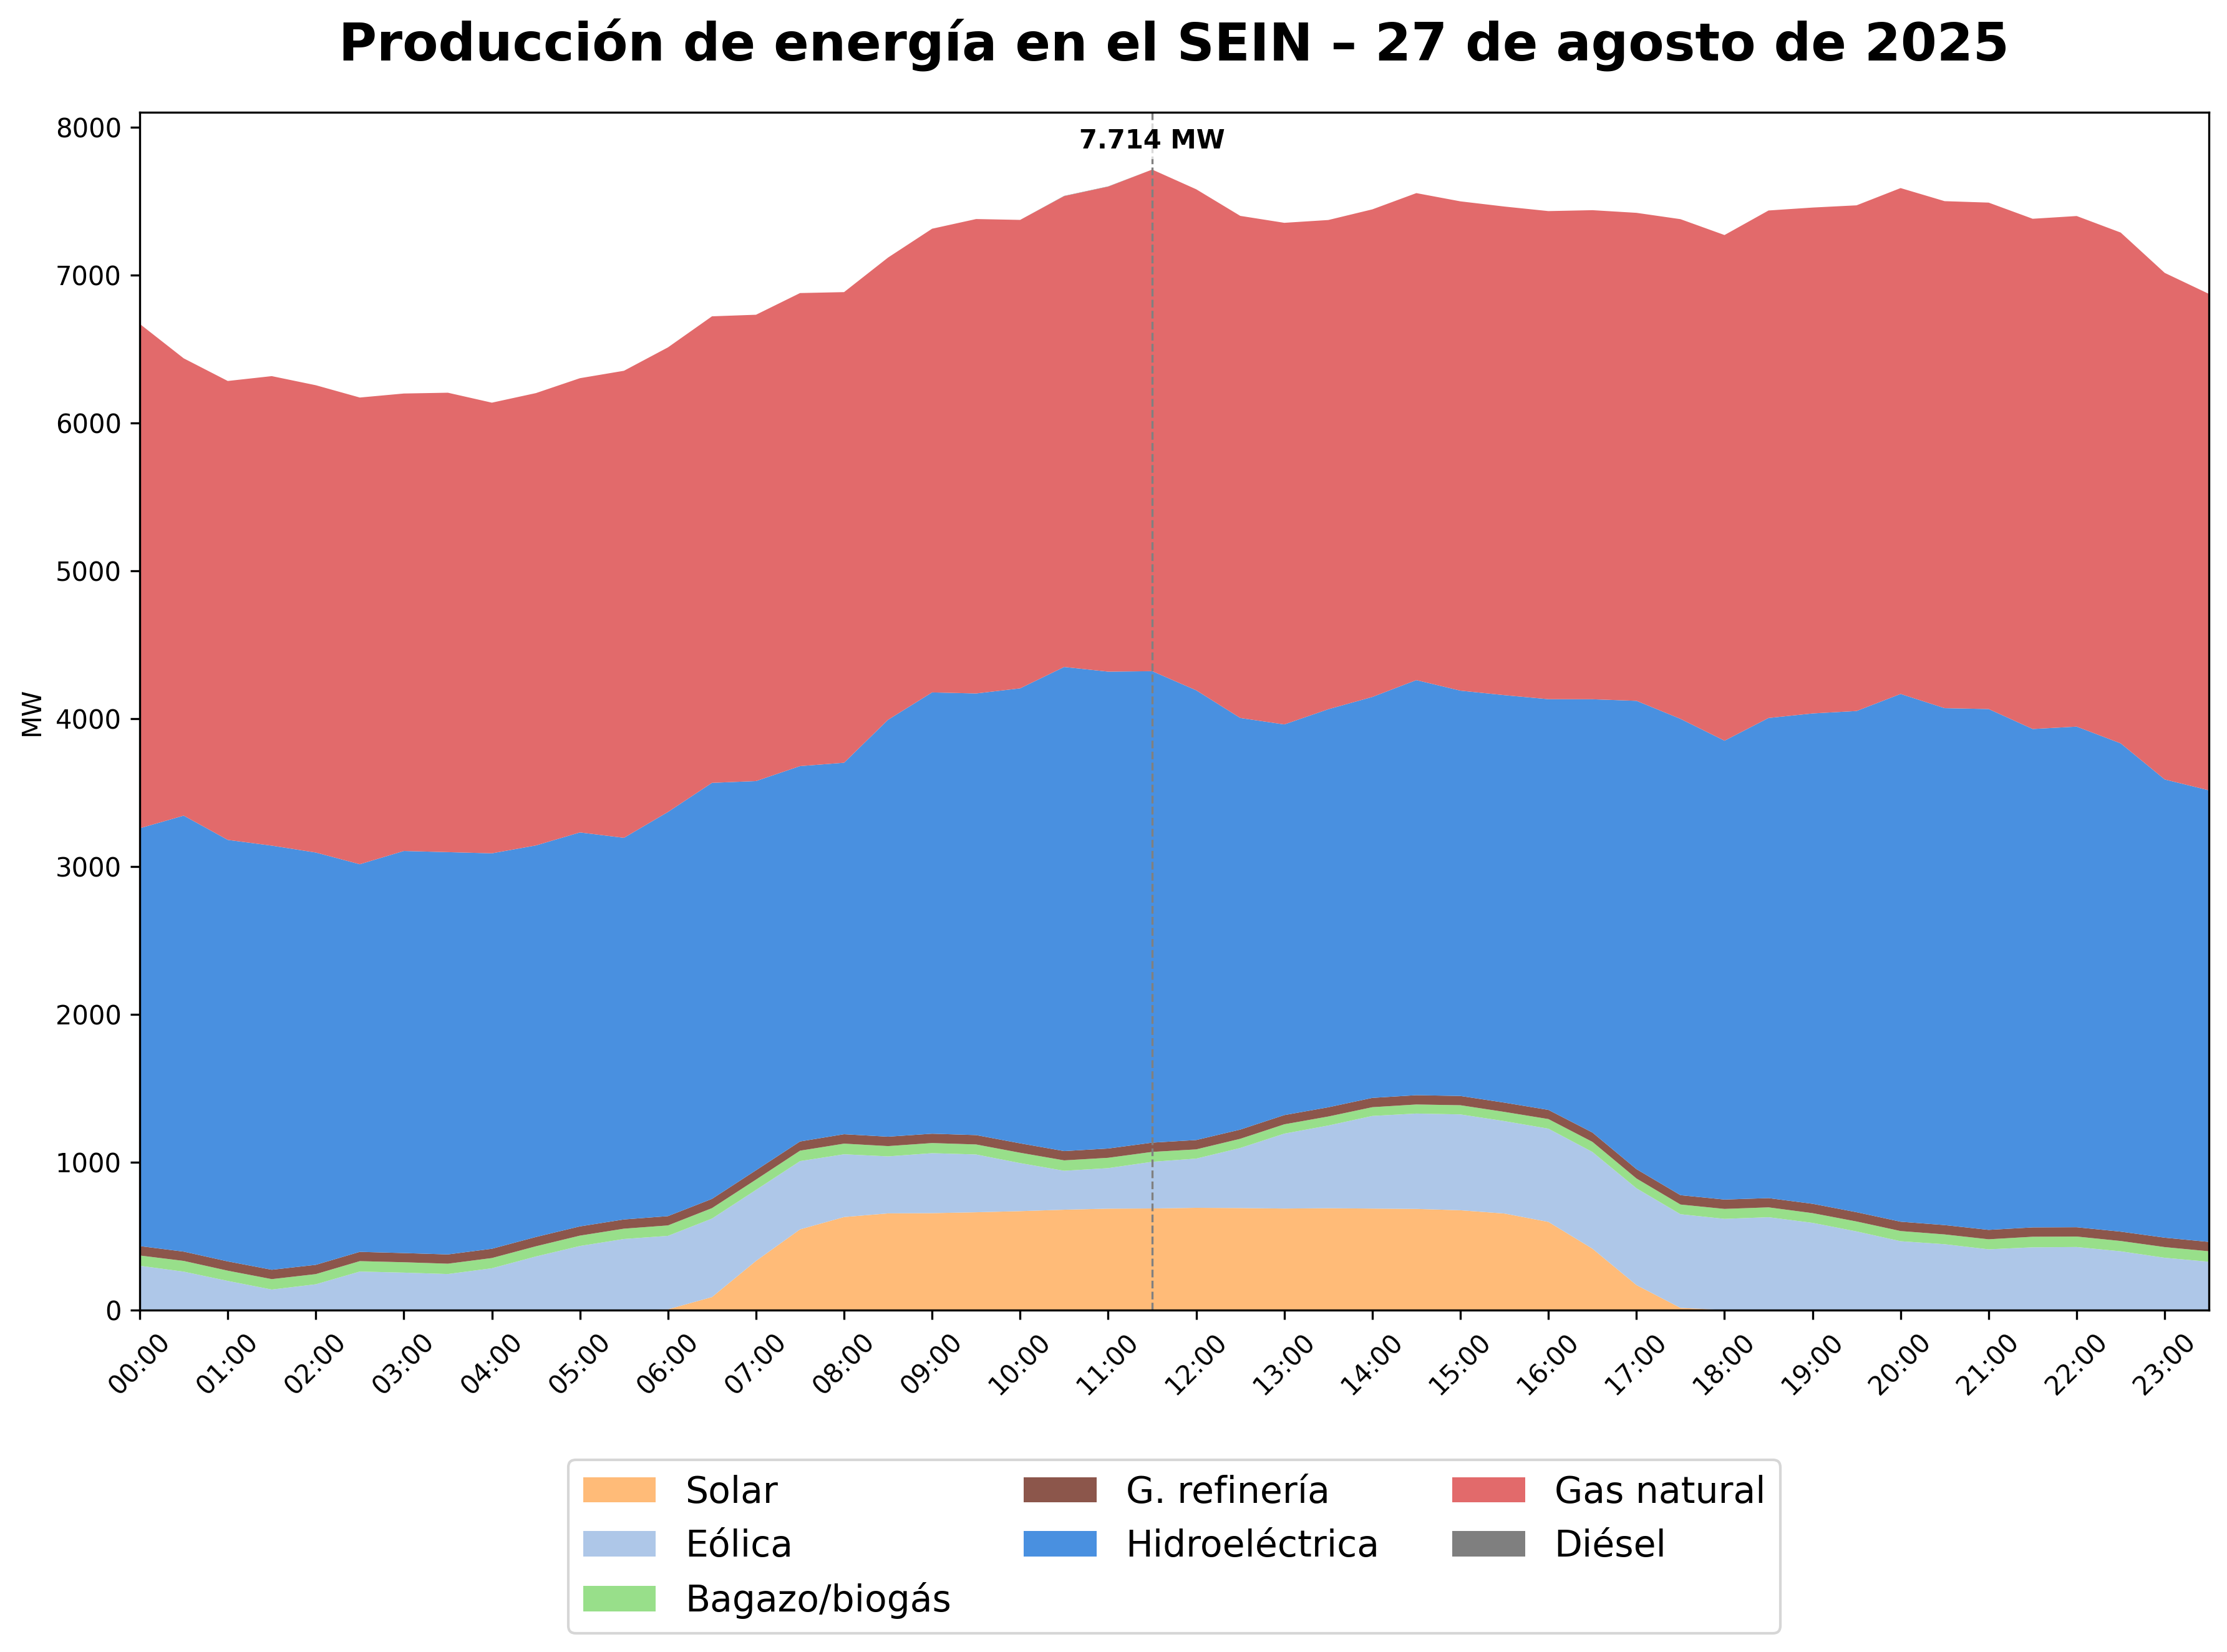 Producción de energía en el SEIN – 27 de agosto de 2025
8000
7.714 MW
7000
6000
5000
MW
4000
3000
2000
1000
0
00:00 01:00 02:00 03:00 04:00 05:00 06:00 07:00 08:00 09:00 10:00 11:00 12:00 13:00 14:00 15:00 16:00 17:00 18:00 19:00 20:00 21:00 22:00 23:00
Solar G. refinería Gas natural
Eólica Hidroeléctrica Diésel
Bagazo/biogás